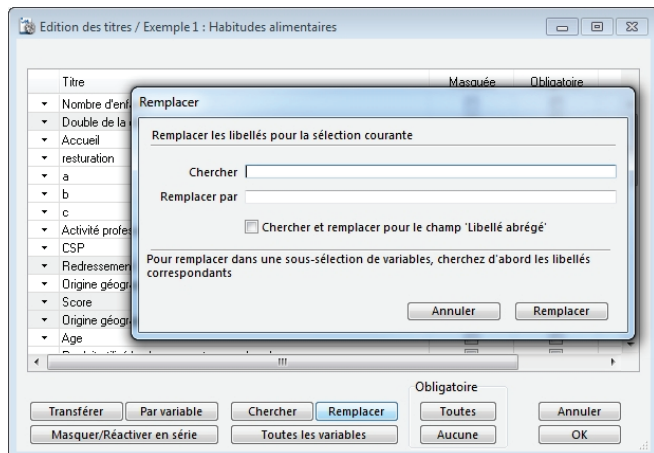 Edition des titres / Exemple 1 : Habitudes alimentaires
Titre Masquée Obligatoire
Nombre d'enf
Double de la
Accueil
resturation
a
b
c
Activité profes
CSP
Redressemen
Origine géogr
Score
Origine géogr
Age
Remplacer
Remplacer les libellés pour la sélection courante
Chercher
Remplacer par
Chercher et remplacer pour le champ 'Libellé abrégé'
Pour remplacer dans une sous-sélection de variables, cherchez d'abord les libellés
correspondants
Annuler Remplacer
Obligatoire
Transférer Par variable Chercher Remplacer Toutes Annuler
Masquer/Réactiver en série Toutes les variables Aucune OK